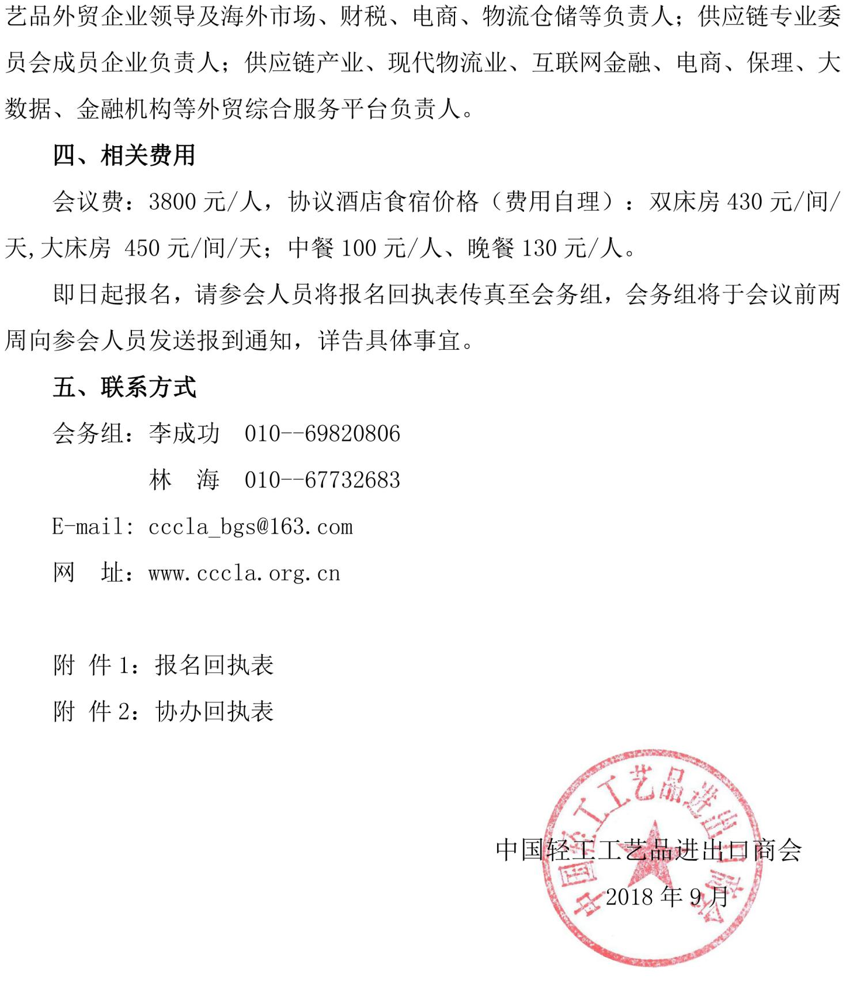 艺品外贸企业领导及海外市场、财税、电商、物流仓储等负责人；供应链专业委
员会成员企业负责人；供应链产业、现代物流业、互联网金融、电商、保理、大
数据、金融机构等外贸综合服务平台负责人。
四、相关费用
会议费：3800 元/人，协议酒店食宿价格（费用自理）：双床房 430 元/间/
天,大床房 450 元/间/天；中餐 100 元/人、晚餐 130 元/人。
即日起报名，请参会人员将报名回执表传真至会务组，会务组将于会议前两
周向参会人员发送报到通知，详告具体事宜。
五、联系方式
会务组：李成功 010--69820806
林 海 010--67732683
E-mail: cccla_bgs@163.com
网 址：www.cccla.org.cn
附 件 1：报名回执表
附 件 2：协办回执表
中国轻工工艺品进出口商会
中国轻工工艺品进出口商会
2018 年 9 月